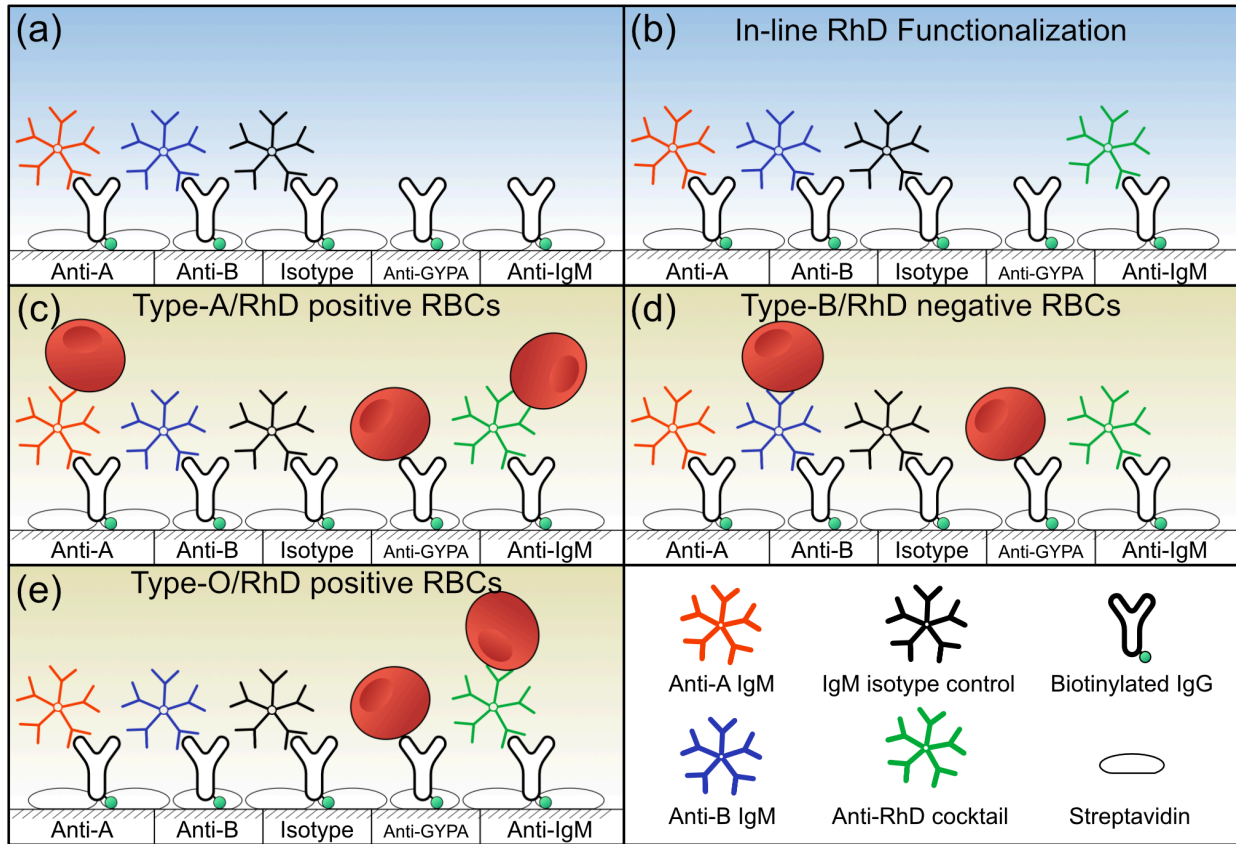 (a)
Anti-A Anti-B Isotype Anti-GYPA Anti-IgM
(b) In-line RhD Functionalization
Anti-A Anti-B Isotype Anti-GYPA Anti-IgM
(c) Type-A/RhD positive RBCs
Anti-A Anti-B Isotype Anti-GYPA Anti-IgM
(d) Type-B/RhD negative RBCs
Anti-A Anti-B Isotype Anti-GYPA Anti-IgM
(e) Type-O/RhD positive RBCs
Anti-A Anti-B Isotype Anti-GYPA Anti-IgM
Anti-A IgM IgM isotype control Biotinylated IgG
Anti-B IgM Anti-RhD cocktail Streptavidin